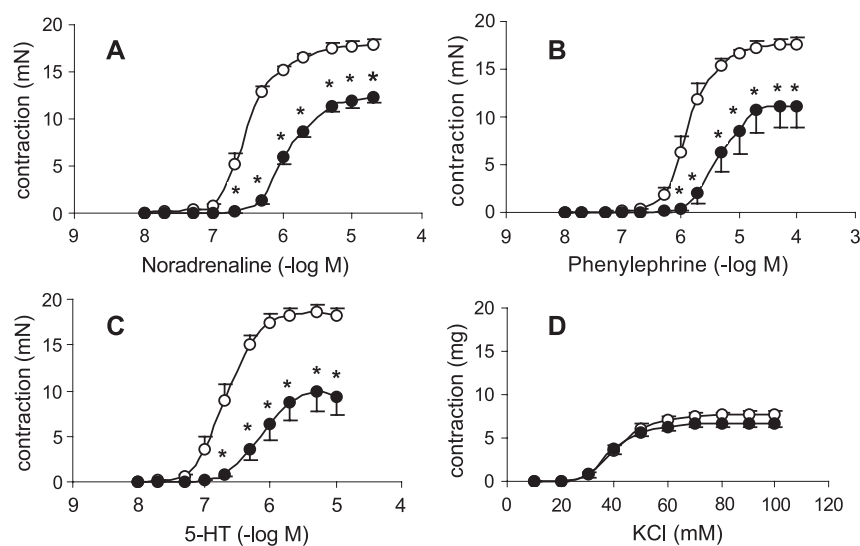 A
contraction (mN)
20
15
10
5
0
9 8 7 6 5 4
Noradrenaline (-log M)
* * * * * * *
B
contraction (mN)
20
15
10
5
0
9 8 7 6 5 4 3
Phenylephrine (-log M)
* * * * * * *
C
contraction (mN)
20
15
10
5
0
9 8 7 6 5 4
5-HT (-log M)
* * * * * *
D
contraction (mg)
20
15
10
5
0
0 20 40 60 80 100 120
KCl (mM)